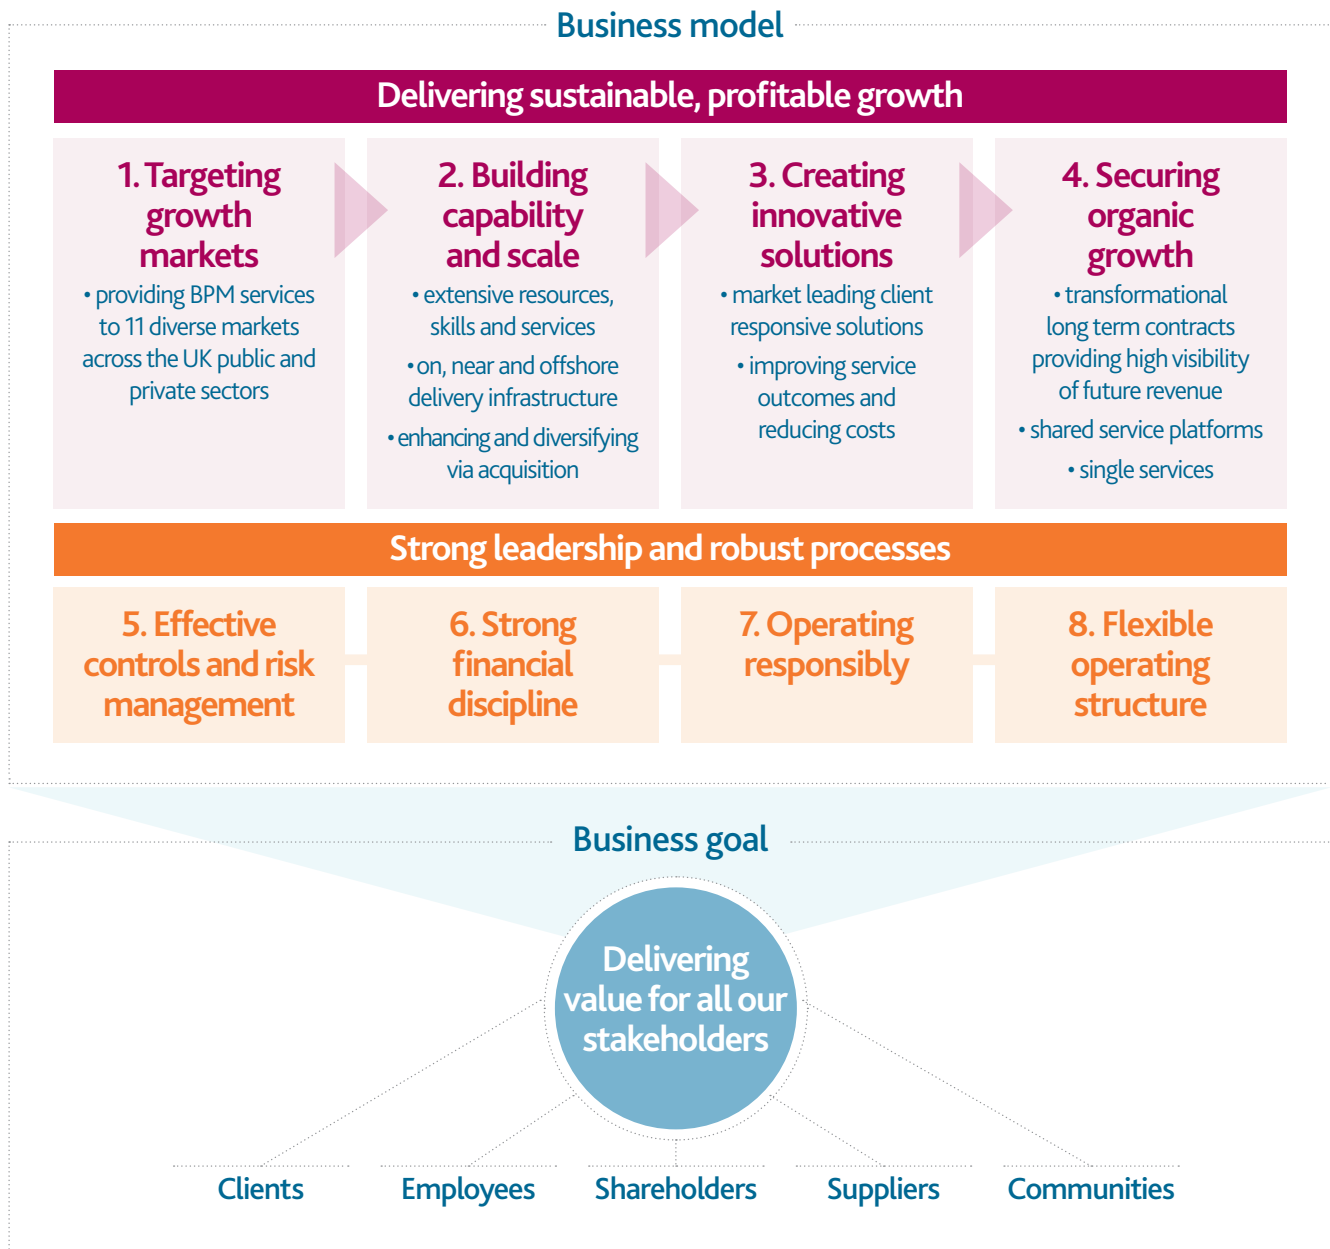 Business model
Delivering sustainable, profitable growth
1. Targeting
growth
markets
• providing BPM services
to 11 diverse markets
across the UK public and
private sectors
2. Building
capability
and scale
• extensive resources,
skills and services
• on, near and offshore
delivery infrastructure
• enhancing and diversifying
via acquisition
3. Creating
innovative
solutions
• market leading client
responsive solutions
• improving service
outcomes and
reducing costs
4. Securing
organic
growth
• transformational
long term contracts
providing high visibility
of future revenue
• shared service platforms
• single services
Strong leadership and robust processes
5. Effective
controls and risk
management
6. Strong
financial
discipline
7. Operating
responsibly
8. Flexible
operating
structure
Business goal
Delivering
value for all our
stakeholders
Clients
Employees
Shareholders
Suppliers
Communities